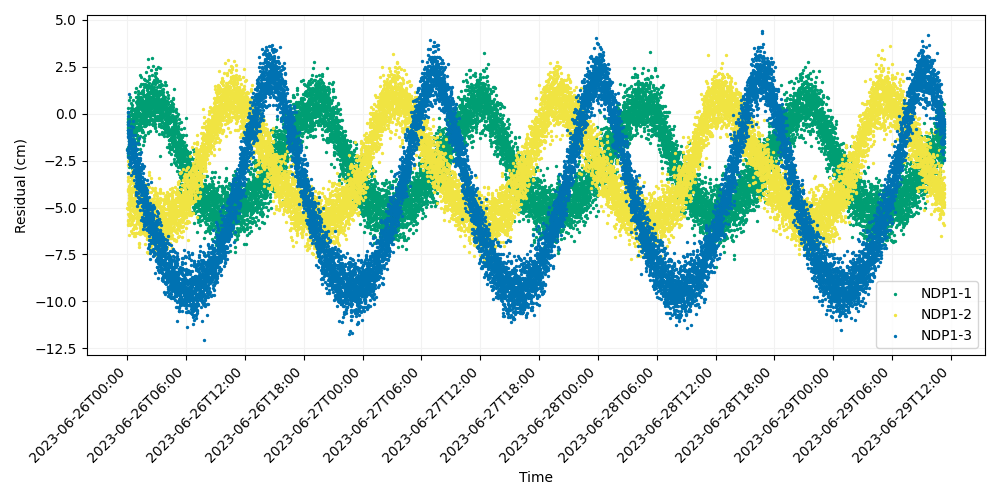 5.0
2.5
0.0
−2.5
−5.0
−7.5
−10.0
−12.5
Residual (cm)
NDP1-1
NDP1-2
NDP1-3
2023-06-26T00:00
2023-06-26T06:00
2023-06-26T12:00
2023-06-26T18:00
2023-06-27T00:00
2023-06-27T06:00
2023-06-27T12:00
2023-06-27T18:00
2023-06-28T00:00
2023-06-28T06:00
2023-06-28T12:00
2023-06-28T18:00
2023-06-29T00:00
2023-06-29T06:00
2023-06-29T12:00
Time